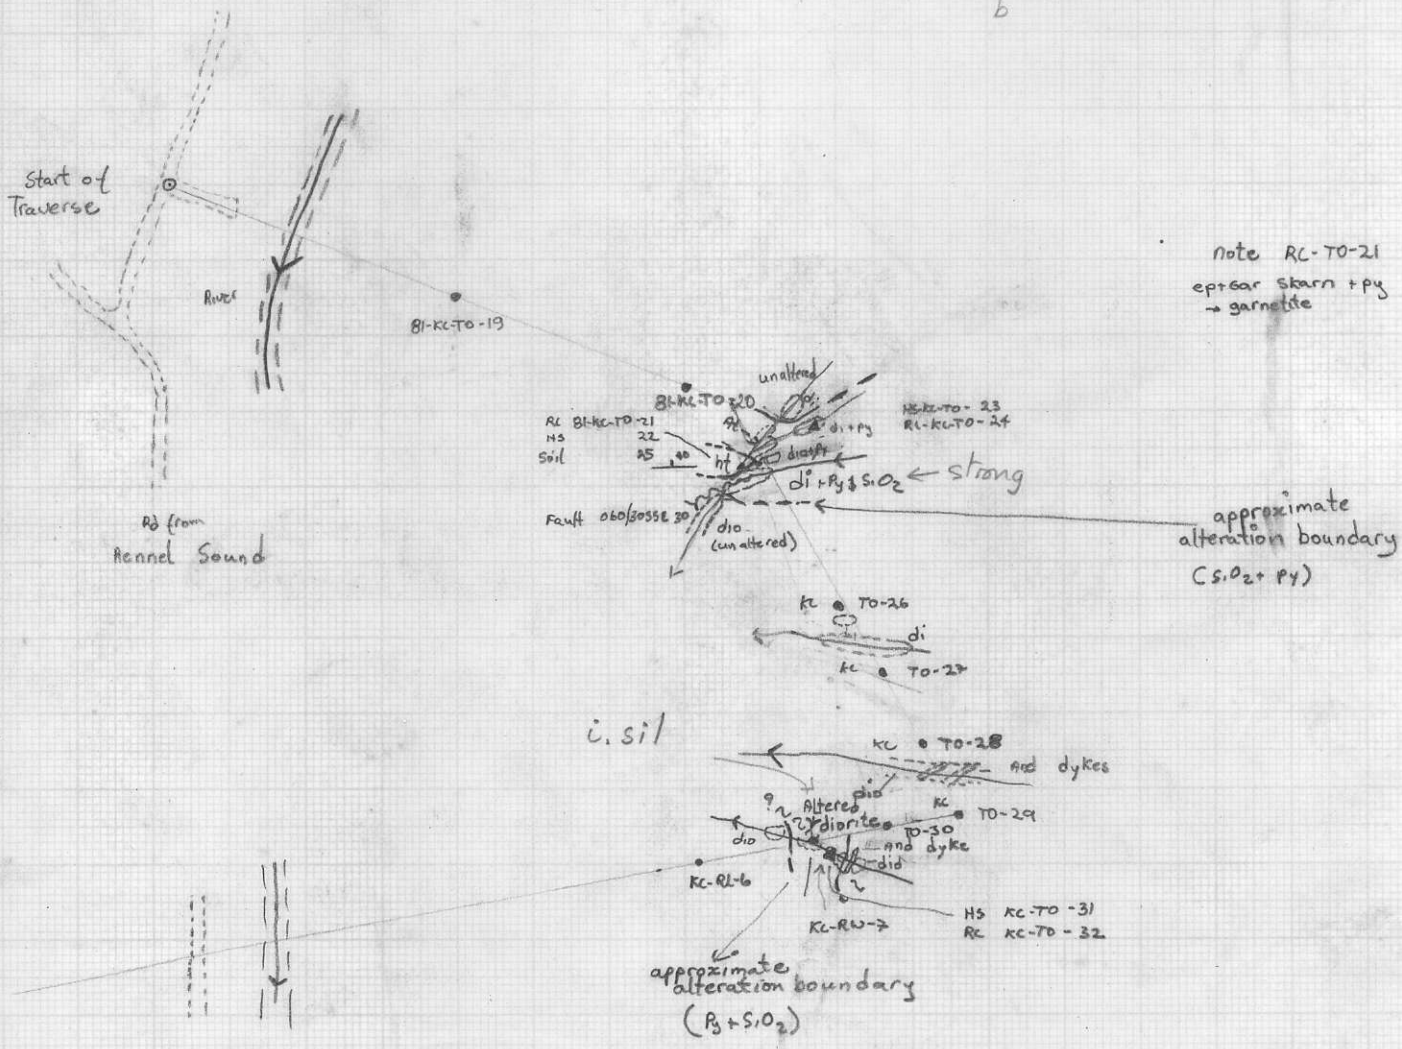 b
Start of
Traverse
River
81-KC-TO-19
note RC-TO-21
ep+Gar Skarn + py
→ garnetite
unaltered
81-KC-TO-20
RC 81-KC-TO-21
HS 22
Soil 25
ht
HS-KC-TO-23
RC-KC-TO-24
di+py
di+Py & SiO2 ← strong
Fault 060/30SSE 30
dio
(unaltered)
approximate
alteration boundary
(SiO2 + Py)
Rd from
Rennel Sound
KC TO-26
di
KC TO-27
i.sil
KC TO-28
And dykes
dio
KC TO-29
? Altered
diorite
TO-30
dio
And dyke
dio
KC-RL-6
KC-RW-7
HS KC-TO-31
RC KC-TO-32
approximate
alteration boundary
(Py + SiO2)